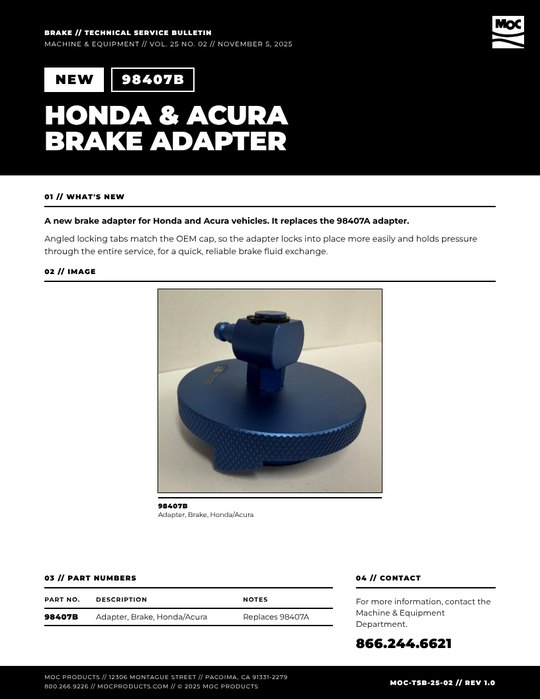 BRAKE // TECHNICAL SERVICE BULLETIN
MACHINE & EQUIPMENT // VOL. 25 NO. 02 // NOVEMBER 5, 2025
MOC
NEW 98407B
HONDA & ACURA
BRAKE ADAPTER
01 // WHAT'S NEW
A new brake adapter for Honda and Acura vehicles. It replaces the 98407A adapter.
Angled locking tabs match the OEM cap, so the adapter locks into place more easily and holds pressure
through the entire service, for a quick, reliable brake fluid exchange.
02 // IMAGE
98407B
Adapter, Brake, Honda/Acura
03 // PART NUMBERS
PART NO. DESCRIPTION NOTES
98407B Adapter, Brake, Honda/Acura Replaces 98407A
04 // CONTACT
For more information, contact the
Machine & Equipment
Department.
866.244.6621
MOC PRODUCTS // 12306 MONTAGUE STREET // PACOIMA, CA 91331-2279
800.266.9226 // MOCPRODUCTS.COM // © 2025 MOC PRODUCTS
MOC-TSB-25-02 // REV 1.0